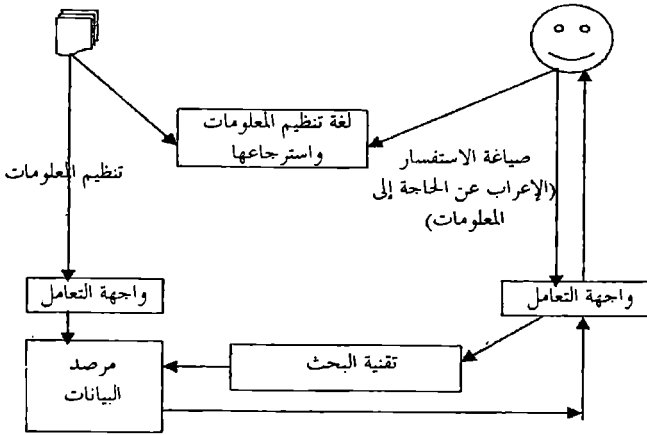 لغة تنظيم المعلومات
واسترجاعها
صياغة الاستفسار
(الإعراب عن الحاجة إلى
المعلومات)
تنظيم المعلومات
واجهة التعامل
واجهة التعامل
تقنية البحث
مرصد
البيانات